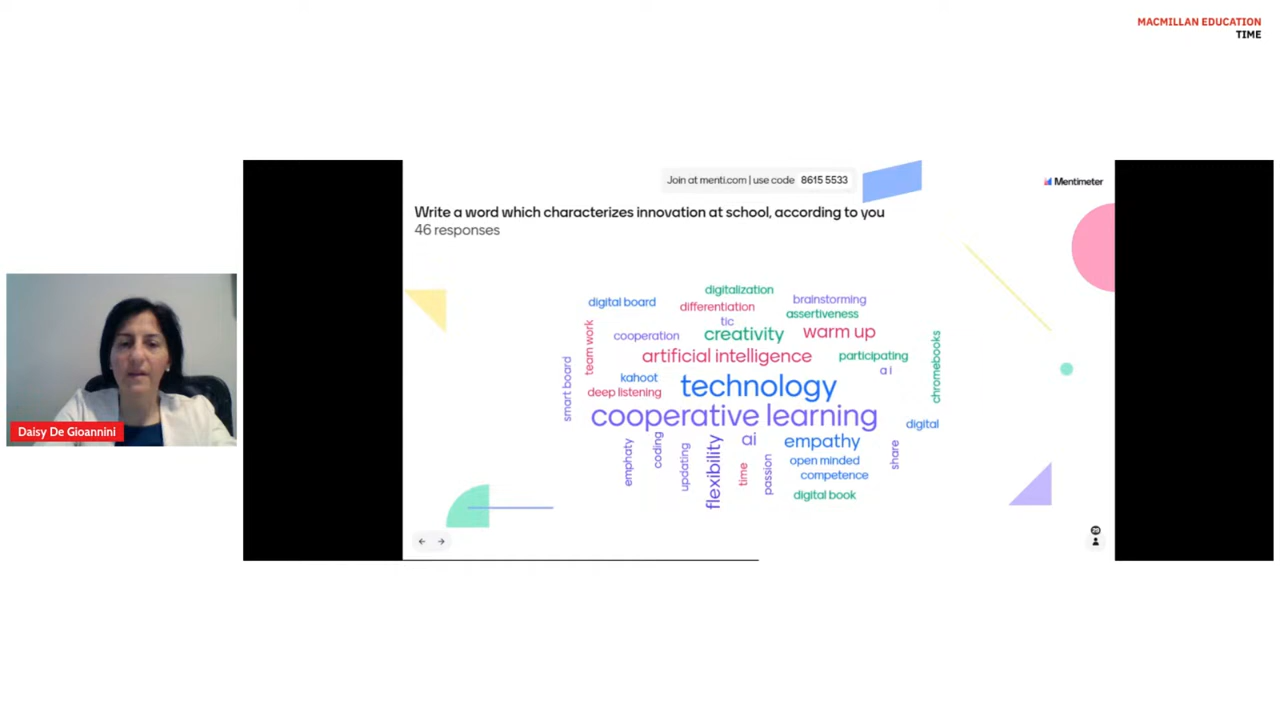 MACMILLAN EDUCATION
TIME
Join at menti.com | use code 8615 5533
Mentimeter
Write a word which characterizes innovation at school, according to you
46 responses
digitalization
digital board
differentiation
brainstorming
tic
assertiveness
team work
cooperation
creativity
warm up
artificial intelligence
participating
chromebooks
smart board
kahoot
a i
deep listening
technology
cooperative learning
digital
emphaty
coding
updating
flexibility
ai
time
passion
empathy
open minded
competence
share
digital book
Daisy De Gioannini